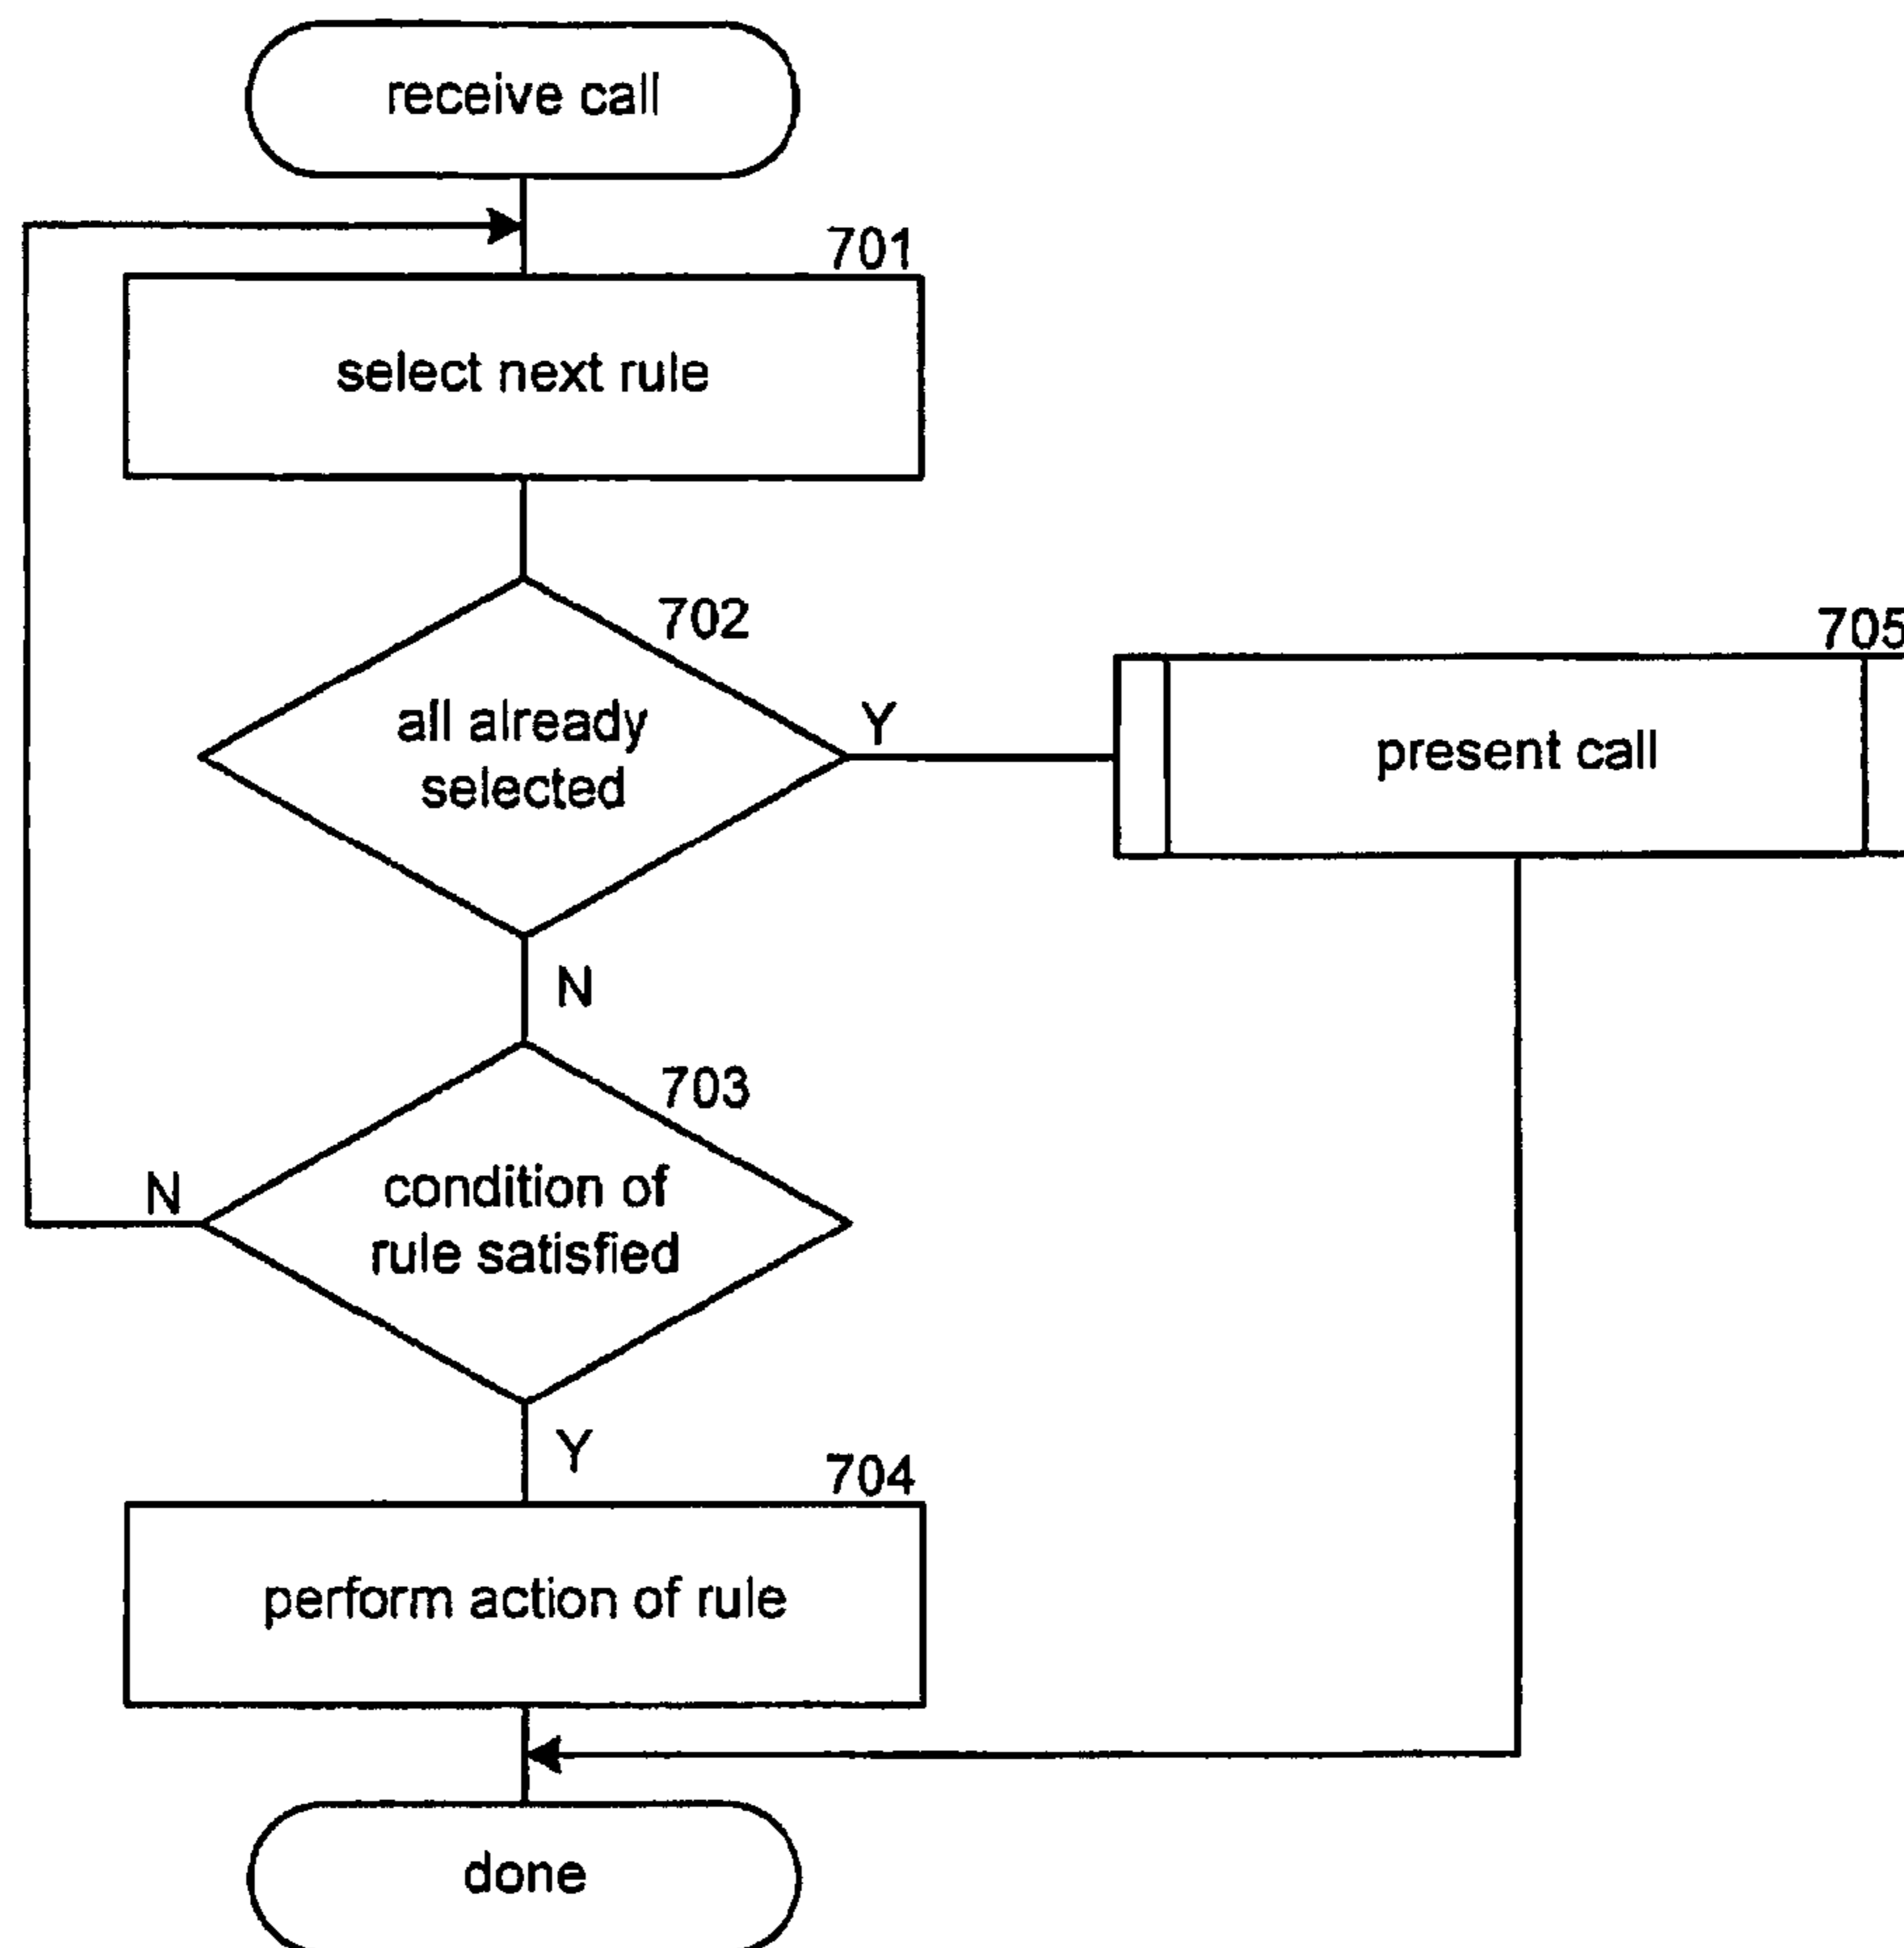 receive call
701
select next rule
702
all already
selected
Y
705
present call
N
703
condition of
rule satisfied
N
Y
704
perform action of rule
done